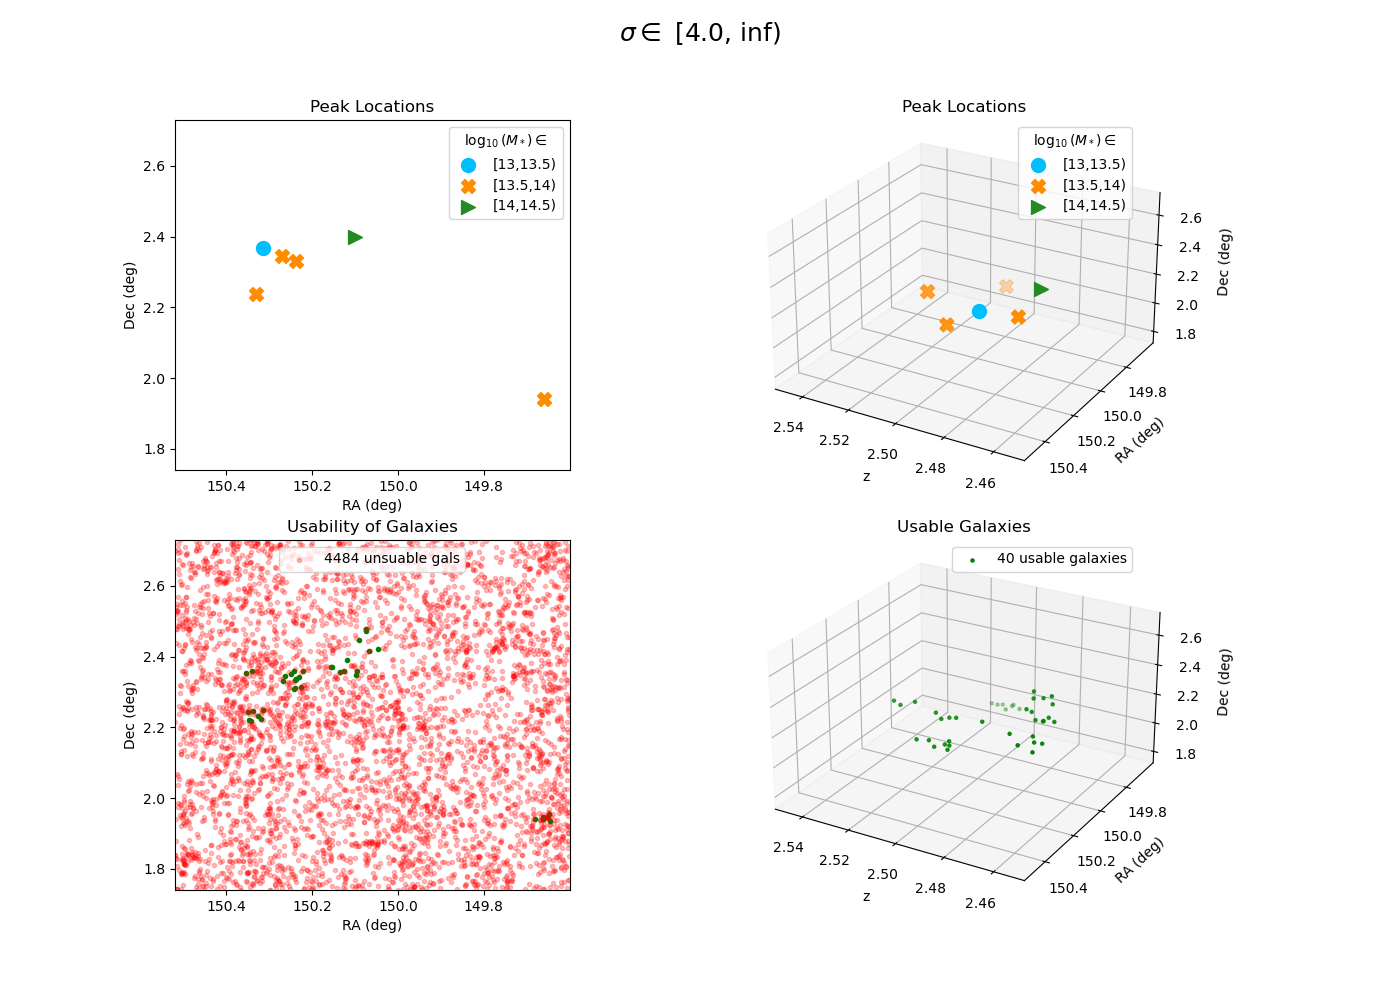 σ ∈ [4.0, inf)
Peak Locations
log₁₀(M*) ∈
[13,13.5)
[13.5,14)
[14,14.5)
2.6
2.4
2.2
2.0
1.8
Dec (deg)
150.4 150.2 150.0 149.8
RA (deg)
Peak Locations
log₁₀(M*) ∈
[13,13.5)
[13.5,14)
[14,14.5)
2.6
2.4
2.2
2.0
1.8
Dec (deg)
149.8
150.0
150.2
150.4
RA (deg)
2.54
2.52
2.50
2.48
2.46
z
Usability of Galaxies
4484 unsuable gals
2.6
2.4
2.2
2.0
1.8
Dec (deg)
150.4 150.2 150.0 149.8
RA (deg)
Usable Galaxies
40 usable galaxies
2.6
2.4
2.2
2.0
1.8
Dec (deg)
149.8
150.0
150.2
150.4
RA (deg)
2.54
2.52
2.50
2.48
2.46
z